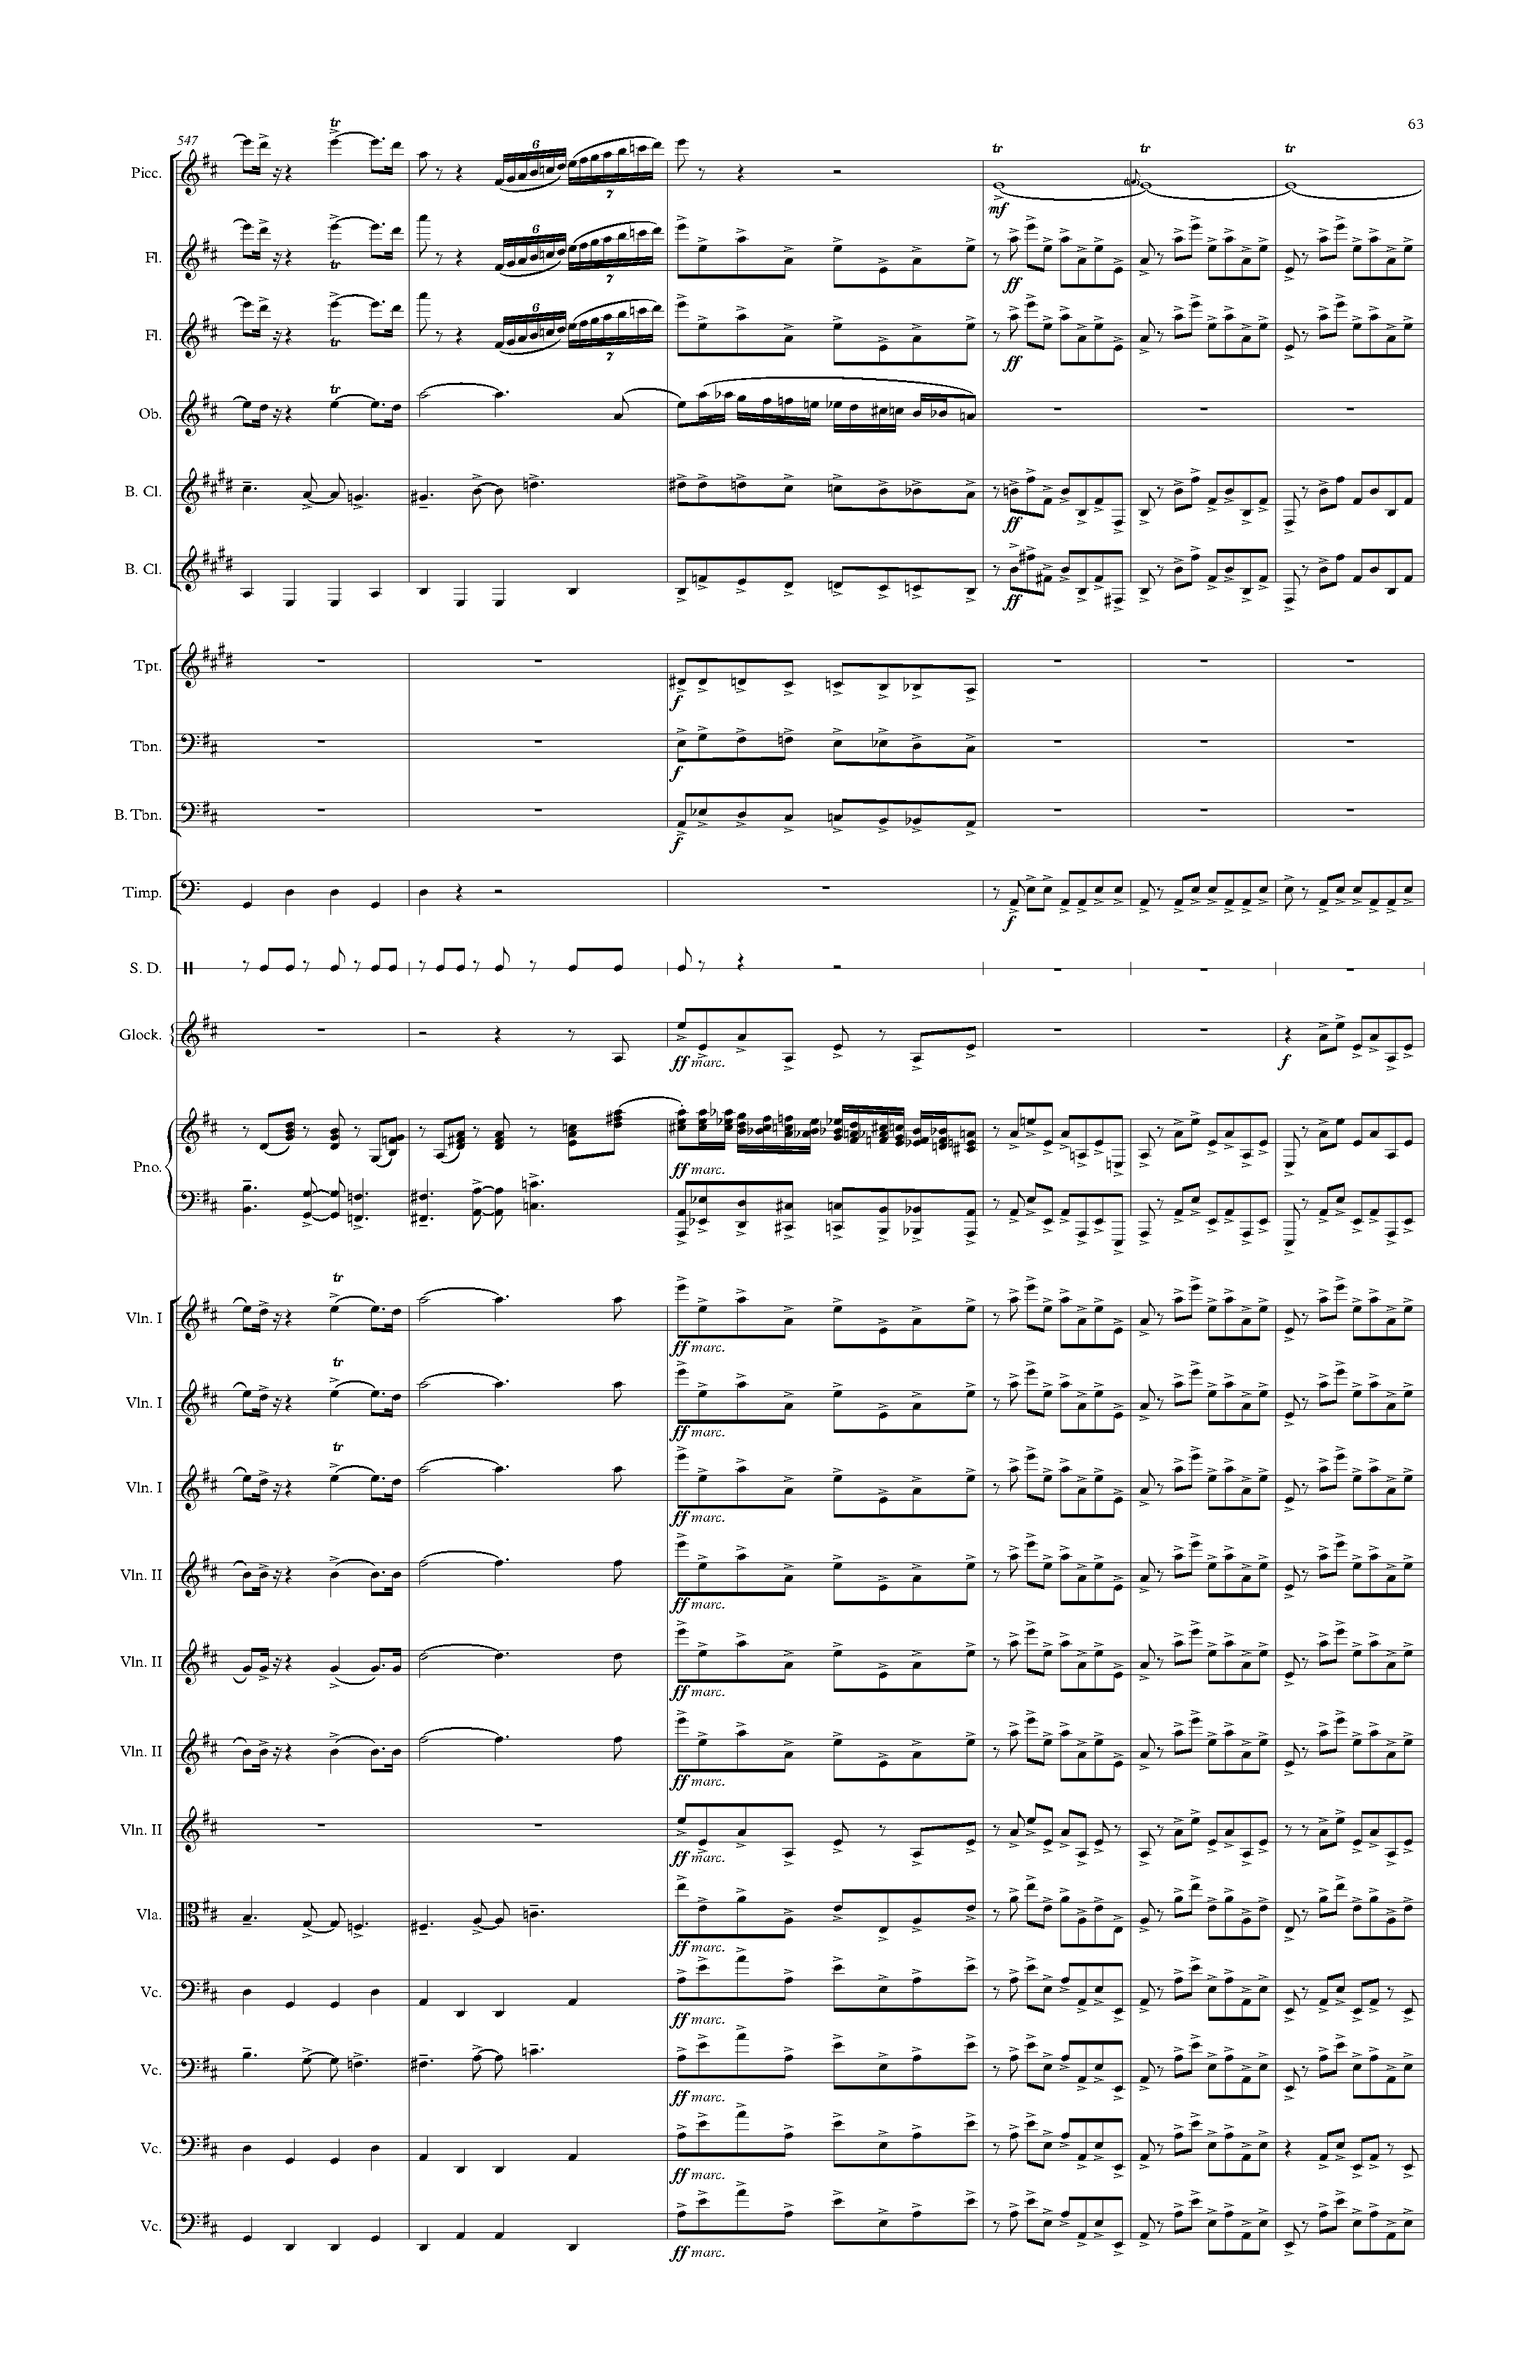 63
547
tr
Picc.
6
7
tr tr tr
mf
Fl.
tr
6
7
ff
Fl.
tr
6
7
ff
Ob.
tr
B. Cl.
ff
B. Cl.
ff
Tpt.
f
Tbn.
f
B. Tbn.
f
Timp.
f
S. D.
Glock.
ff marc.
f
Pno.
ff marc.
tr
Vln. I
ff marc.
tr
Vln. I
ff marc.
tr
Vln. I
ff marc.
Vln. II
ff marc.
Vln. II
ff marc.
Vln. II
ff marc.
Vln. II
ff marc.
Vla.
ff marc.
Vc.
ff marc.
Vc.
ff marc.
Vc.
ff marc.
Vc.
ff marc.